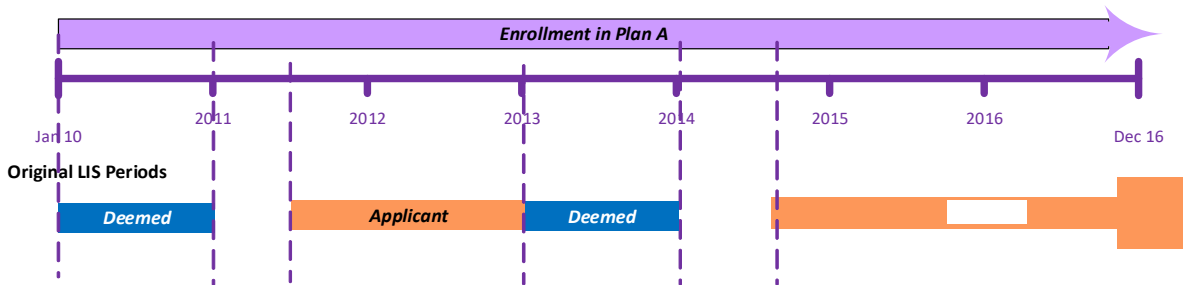 Enrollment in Plan A
2011
2012
2013
2014
2015
2016
Jan 10
Dec 16
Original LIS Periods
Deemed
Applicant
Deemed